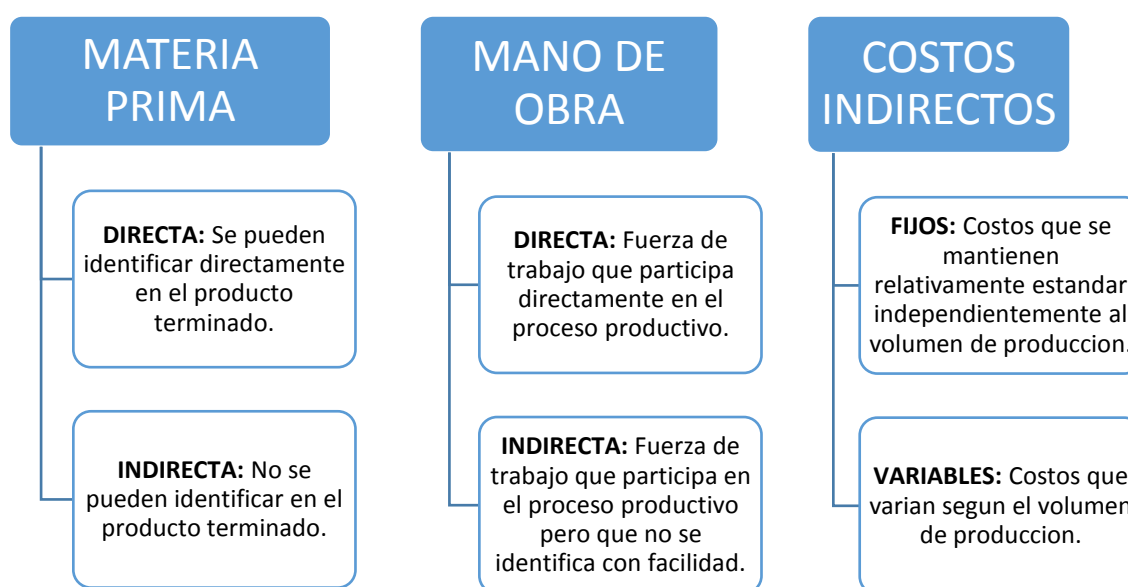 MATERIA
PRIMA
DIRECTA: Se pueden
identificar directamente
en el producto
terminado.
INDIRECTA: No se
pueden identificar en el
producto terminado.
MANO DE
OBRA
DIRECTA: Fuerza de
trabajo que participa
directamente en el
proceso productivo.
INDIRECTA: Fuerza de
trabajo que participa en
el proceso productivo
pero que no se
identifica con facilidad.
COSTOS
INDIRECTOS
FIJOS: Costos que se
mantienen
relativamente estandar
independientemente al
volumen de produccion.
VARIABLES: Costos que
varian segun el volumen
de produccion.